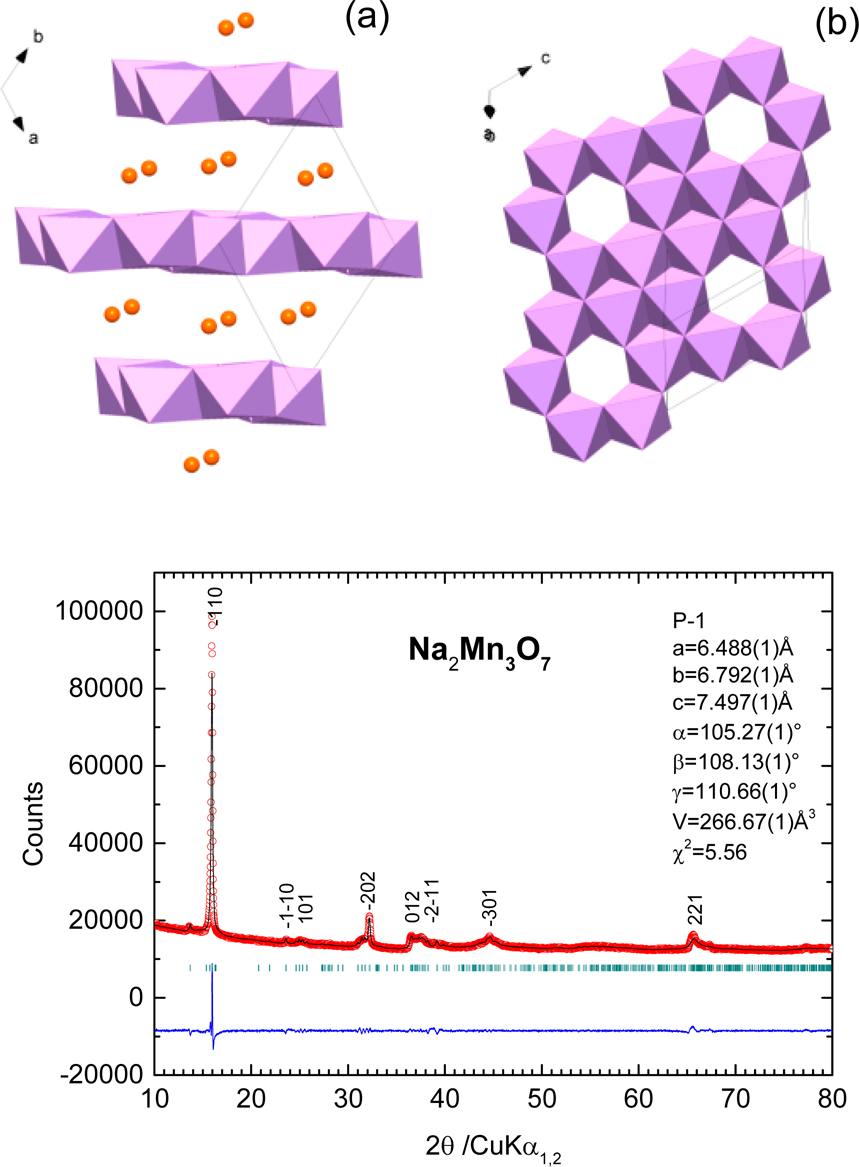 (a)
(b)
b
a
c
a
b
100000
80000
60000
40000
20000
0
-20000
Counts
-110
-1-10
101
-202
012
-2-11
-301
221
Na₂Mn₃O₇
P-1
a=6.488(1)Å
b=6.792(1)Å
c=7.497(1)Å
α=105.27(1)°
β=108.13(1)°
γ=110.66(1)°
V=266.67(1)Å³
χ²=5.56
10 20 30 40 50 60 70 80
2θ /CuKα₁,₂